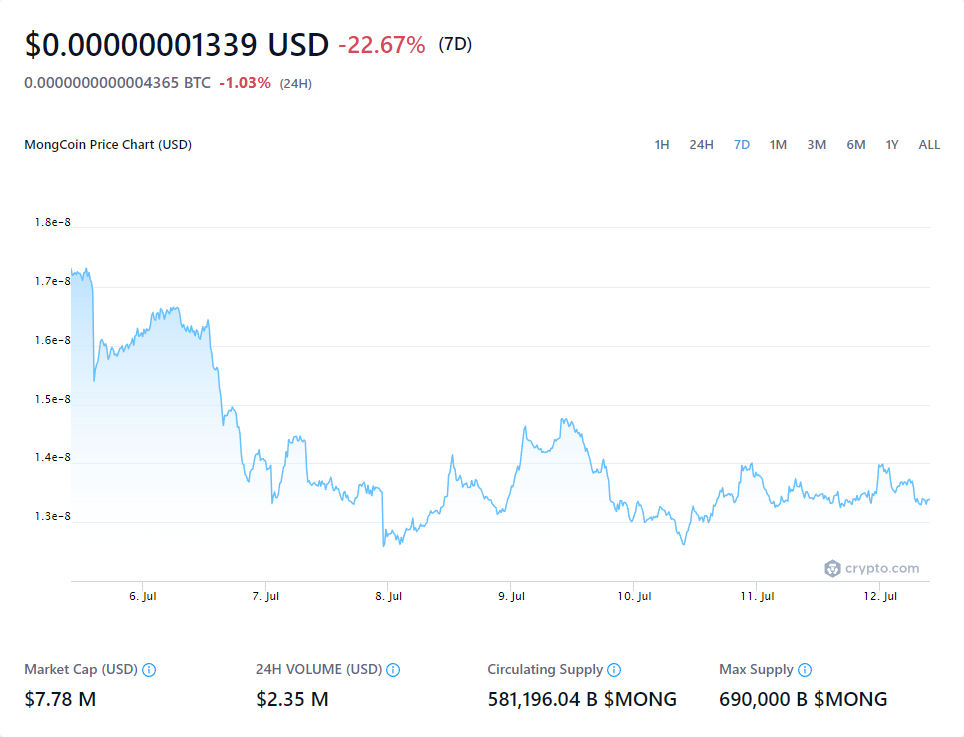 $0.00000001339 USD -22.67% (7D)
0.0000000000004365 BTC -1.03% (24H)
MongCoin Price Chart (USD) 1H 24H 7D 1M 3M 6M 1Y ALL
1.8e-8
1.7e-8
1.6e-8
1.5e-8
1.4e-8
1.3e-8
crypto.com
6. Jul 7. Jul 8. Jul 9. Jul 10. Jul 11. Jul 12. Jul
Market Cap (USD) 24H VOLUME (USD) Circulating Supply Max Supply
$7.78 M $2.35 M 581,196.04 B $MONG 690,000 B $MONG